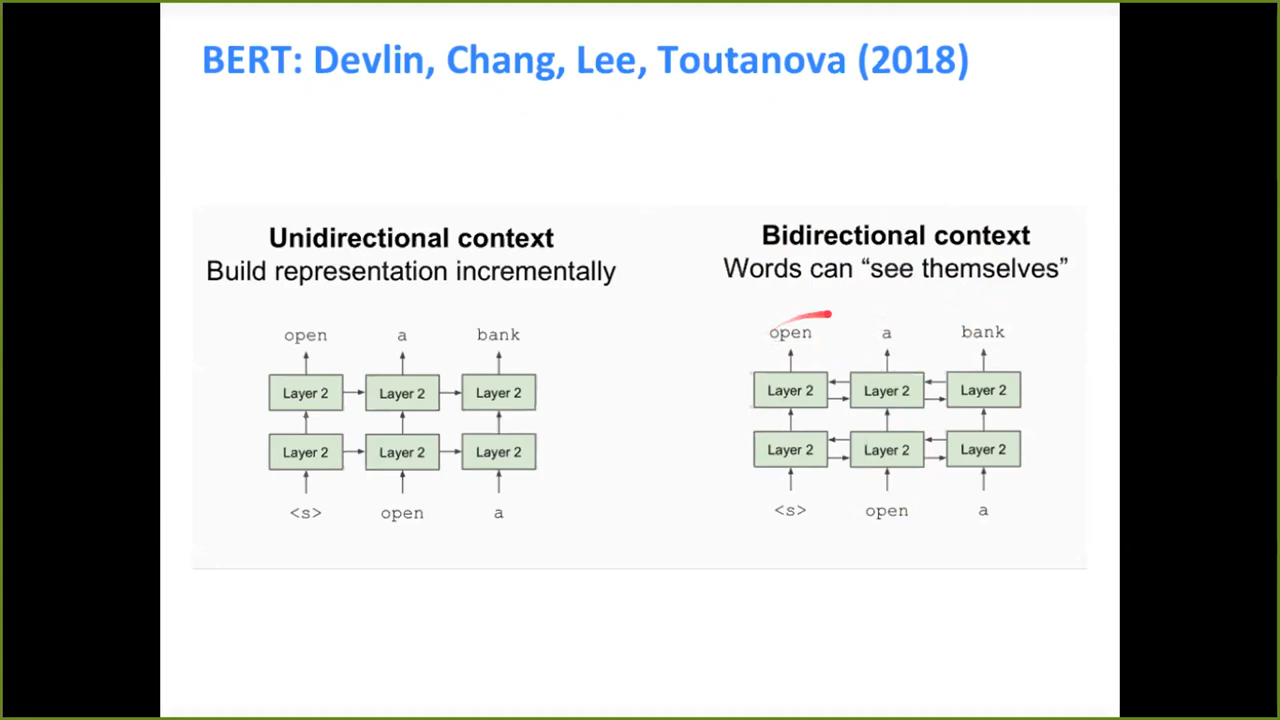 BERT: Devlin, Chang, Lee, Toutanova (2018)
Unidirectional context
Build representation incrementally
open a bank
Layer 2 Layer 2 Layer 2
Layer 2 Layer 2 Layer 2
<s> open a
Bidirectional context
Words can “see themselves”
open a bank
Layer 2 Layer 2 Layer 2
Layer 2 Layer 2 Layer 2
<s> open a